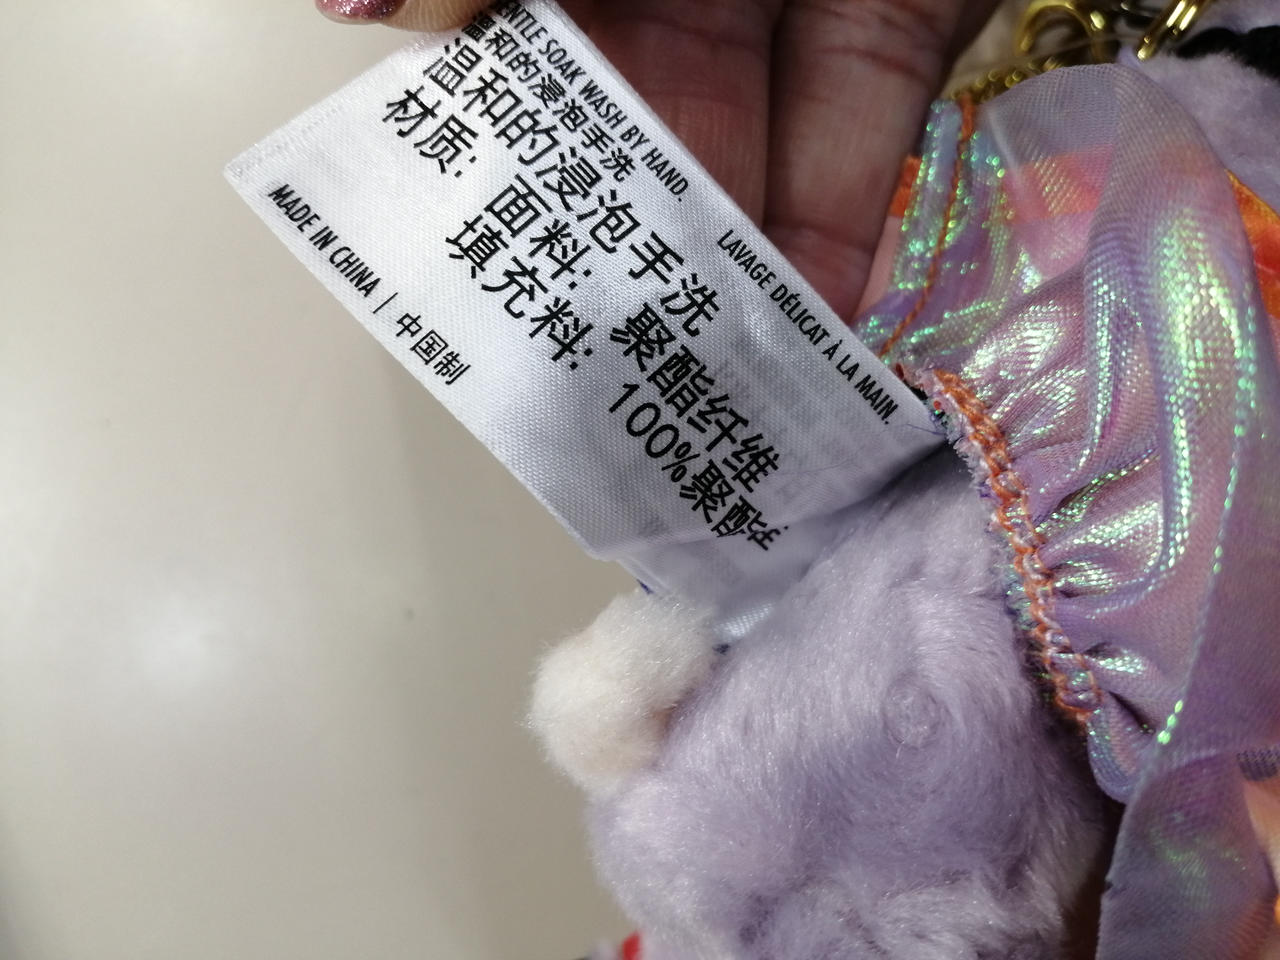 GENTLE SOAK WASH BY HAND.
LAVAGE DÉLICAT À LA MAIN.
溫和的浸泡手洗
温和的浸泡手洗
材质: 面料: 聚酯纤维
填充料: 100%聚酯
MADE IN CHINA | 中国制